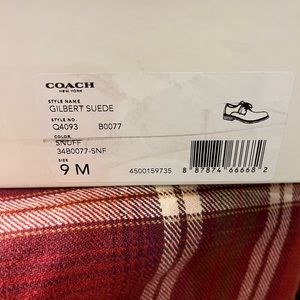 COACH
NEW YORK
STYLE NAME
GILBERT SUEDE
STYLE NO.
Q4093 B0077
COLOR
SNUFF
34B0077-SNF
SIZE
9 M
4500159735
8 87874 66668 2